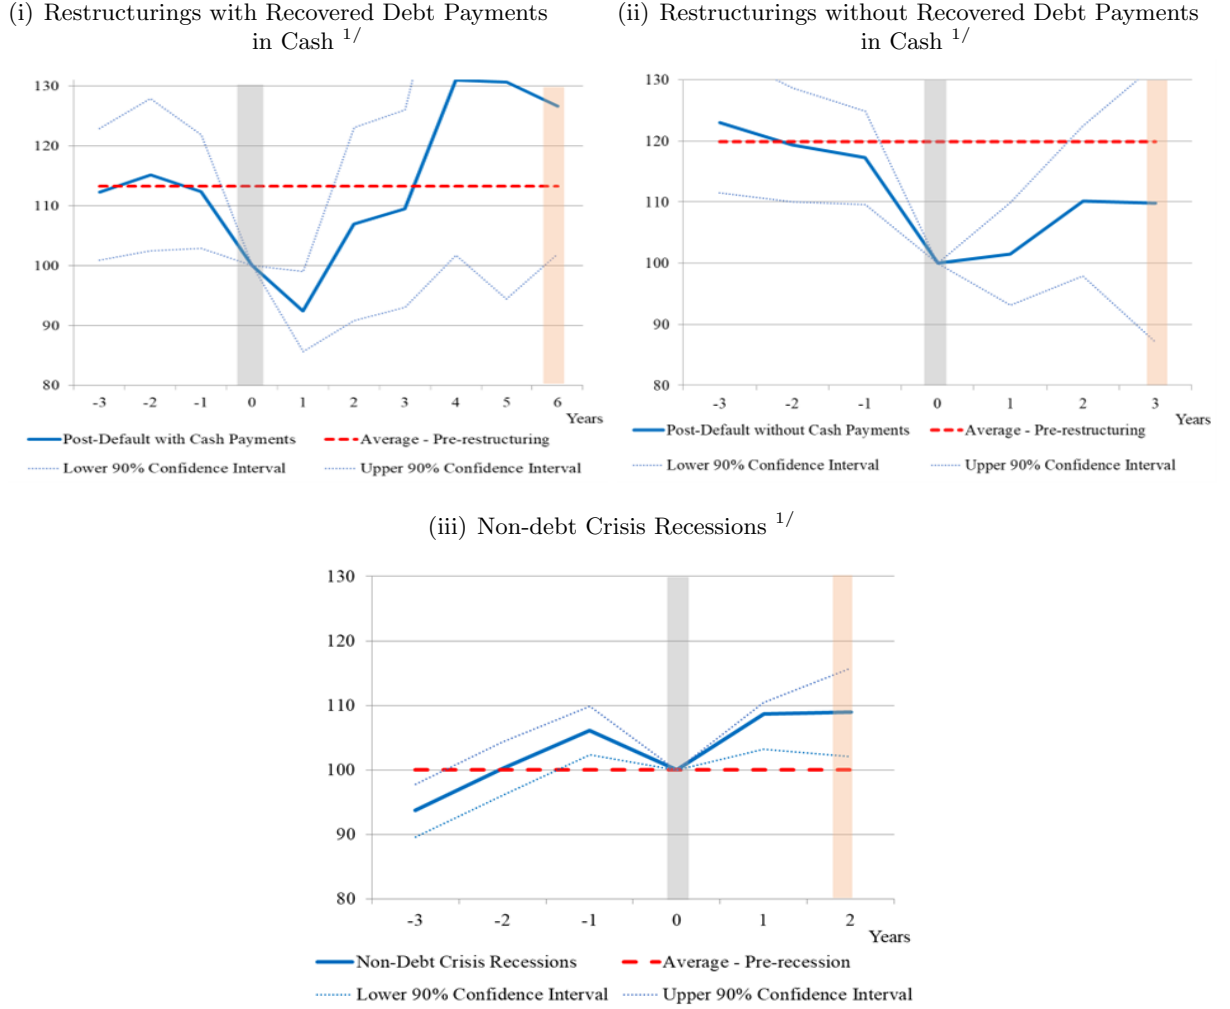 (i) Restructurings with Recovered Debt Payments
in Cash 1/
130
120
110
100
90
80
-3 -2 -1 0 1 2 3 4 5 6
Years
Post-Default with Cash Payments Average - Pre-restructuring
Lower 90% Confidence Interval Upper 90% Confidence Interval
(ii) Restructurings without Recovered Debt Payments
in Cash 1/
130
120
110
100
90
80
-3 -2 -1 0 1 2 3
Years
Post-Default without Cash Payments Average - Pre-restructuring
Lower 90% Confidence Interval Upper 90% Confidence Interval
(iii) Non-debt Crisis Recessions 1/
130
120
110
100
90
80
-3 -2 -1 0 1 2
Years
Non-Debt Crisis Recessions Average - Pre-recession
Lower 90% Confidence Interval Upper 90% Confidence Interval